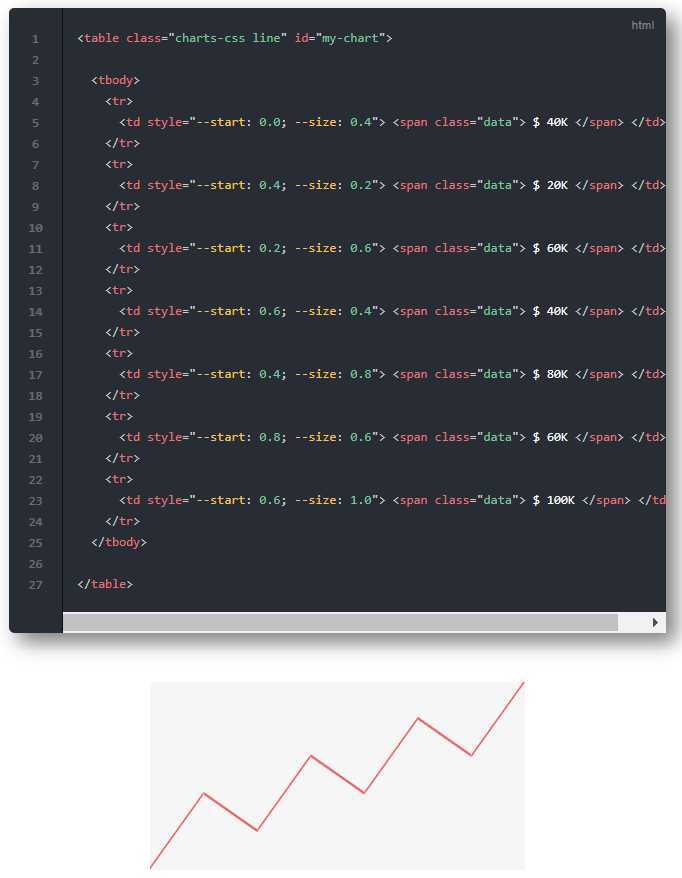 html
1 <table class="charts-css line" id="my-chart">
2
3 <tbody>
4 <tr>
5 <td style="--start: 0.0; --size: 0.4"> <span class="data"> $ 40K </span> </td>
6 </tr>
7 <tr>
8 <td style="--start: 0.4; --size: 0.2"> <span class="data"> $ 20K </span> </td>
9 </tr>
10 <tr>
11 <td style="--start: 0.2; --size: 0.6"> <span class="data"> $ 60K </span> </td>
12 </tr>
13 <tr>
14 <td style="--start: 0.6; --size: 0.4"> <span class="data"> $ 40K </span> </td>
15 </tr>
16 <tr>
17 <td style="--start: 0.4; --size: 0.8"> <span class="data"> $ 80K </span> </td>
18 </tr>
19 <tr>
20 <td style="--start: 0.8; --size: 0.6"> <span class="data"> $ 60K </span> </td>
21 </tr>
22 <tr>
23 <td style="--start: 0.6; --size: 1.0"> <span class="data"> $ 100K </span> </td
24 </tr>
25 </tbody>
26
27 </table>